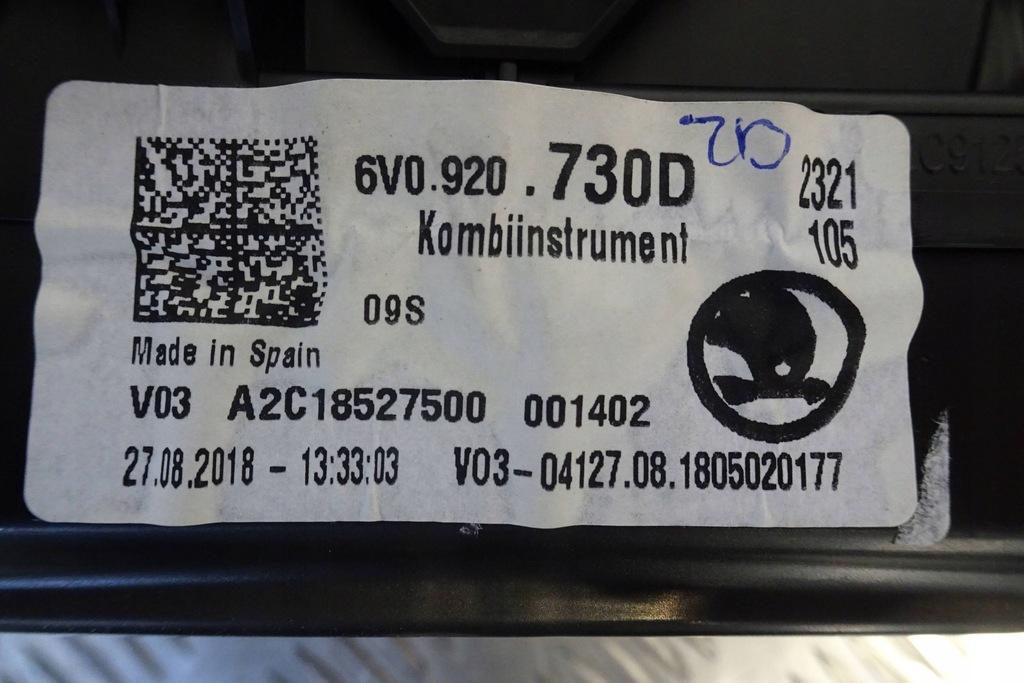 6V0.920 .730D 2321
Kombiinstrument 105
09S
Made in Spain
V03 A2C18527500 001402
27.08.2018 - 13:33:03 V03-04127.08.1805020177